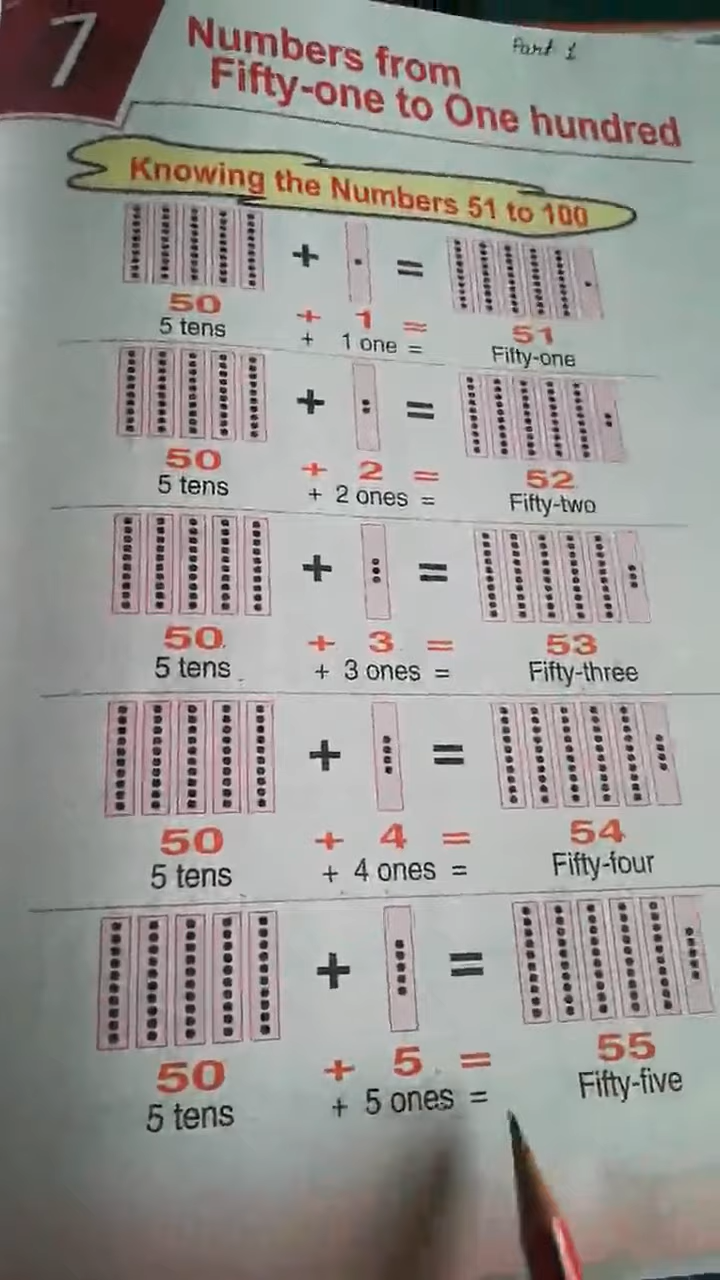 7
Part 1
Numbers from
Fifty-one to One hundred
Knowing the Numbers 51 to 100
+ =
50 + 1 = 51
5 tens + 1 one = Fifty-one
+ =
50 + 2 = 52
5 tens + 2 ones = Fifty-two
+ =
50 + 3 = 53
5 tens + 3 ones = Fifty-three
+ =
50 + 4 = 54
5 tens + 4 ones = Fifty-four
+ =
50 + 5 = 55
5 tens + 5 ones = Fifty-five